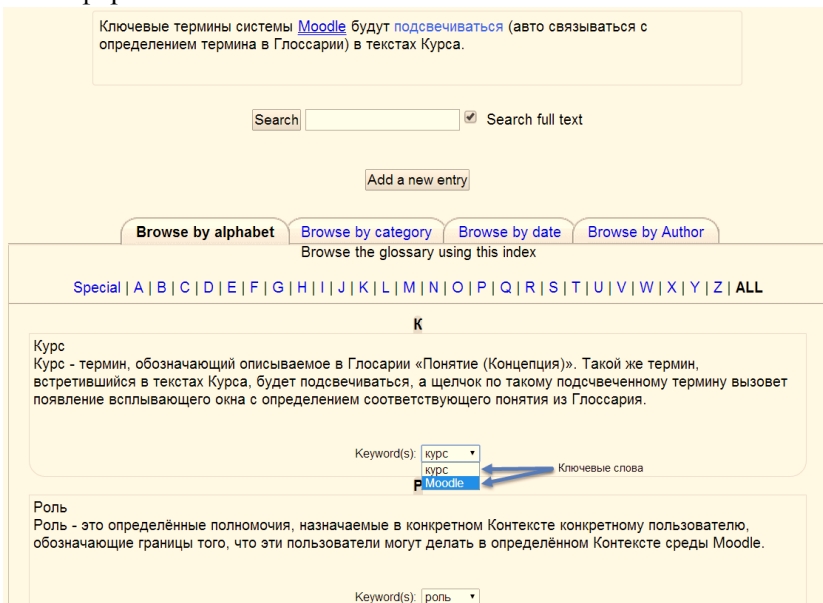 Ключевые термины системы Moodle будут подсвечиваться (авто связываться с
определением термина в Глоссарии) в текстах Курса.
Search Search full text
Add a new entry
Browse by alphabet Browse by category Browse by date Browse by Author
Browse the glossary using this index
Special | A | B | C | D | E | F | G | H | I | J | K | L | M | N | O | P | Q | R | S | T | U | V | W | X | Y | Z | ALL
К
Курс
Курс - термин, обозначающий описываемое в Глосарии «Понятие (Концепция)». Такой же термин,
встретившийся в текстах Курса, будет подсвечиваться, а щелчок по такому подсчвеченному термину вызовет
появление всплывающего окна с определением соответствующего понятия из Глоссария.
Keyword(s): курс
курс Ключевые слова
Moodle
Р
Роль
Роль - это определённые полномочия, назначаемые в конкретном Контексте конкретному пользователю,
обозначающие границы того, что эти пользователи могут делать в определённом Контексте среды Moodle.
Keyword(s): роль